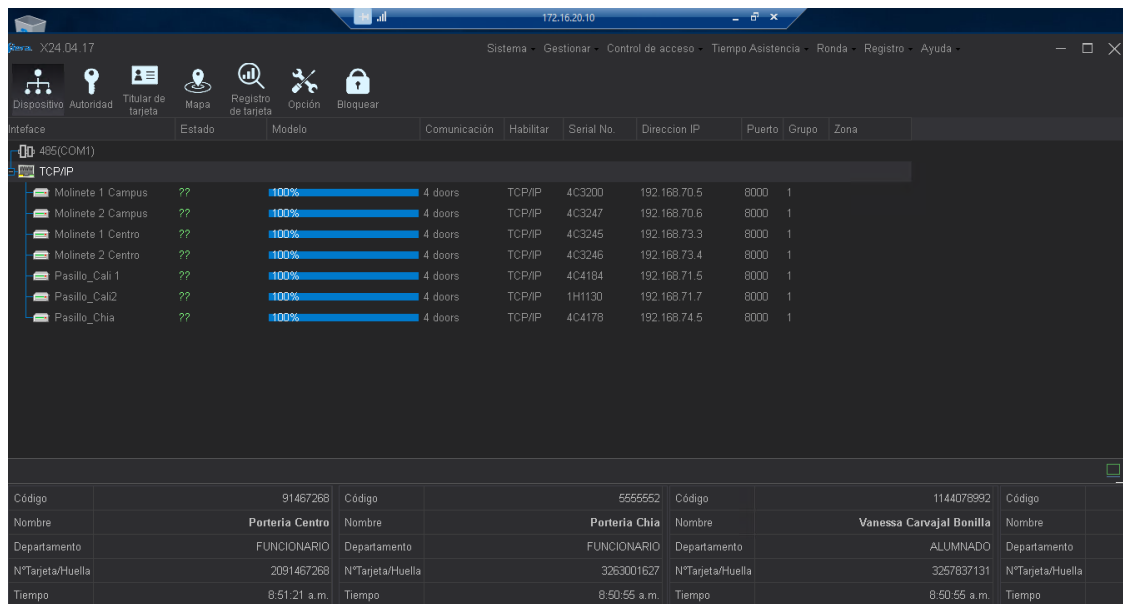 172.16.20.10
X24.04.17
Sistema Gestionar Control de acceso Tiempo Asistencia Ronda Registro Ayuda
Dispositivo Autoridad Titular de tarjeta Mapa Registro de tarjeta Opción Bloquear
Inteface Estado Modelo Comunicación Habilitar Serial No. Direccion IP Puerto Grupo Zona
485(COM1)
TCP/IP
Molinete 1 Campus ?? 100% 4 doors TCP/IP 4C3200 192.168.70.5 8000 1
Molinete 2 Campus ?? 100% 4 doors TCP/IP 4C3247 192.168.70.6 8000 1
Molinete 1 Centro ?? 100% 4 doors TCP/IP 4C3245 192.168.73.3 8000 1
Molinete 2 Centro ?? 100% 4 doors TCP/IP 4C3246 192.168.73.4 8000 1
Pasillo_Cali 1 ?? 100% 4 doors TCP/IP 4C4184 192.168.71.5 8000 1
Pasillo_Cali2 ?? 100% 4 doors TCP/IP 1H1130 192.168.71.7 8000 1
Pasillo_Chia ?? 100% 4 doors TCP/IP 4C4178 192.168.74.5 8000 1
Código 91467268 Código 5555552 Código 1144078992 Código
Nombre Porteria Centro Nombre Porteria Chia Nombre Vanessa Carvajal Bonilla Nombre
Departamento FUNCIONARIO Departamento FUNCIONARIO Departamento ALUMNADO Departamento
NºTarjeta/Huella 2091467268 NºTarjeta/Huella 3263001627 NºTarjeta/Huella 3257837131 NºTarjeta/Huella
Tiempo 8:51:21 a.m. Tiempo 8:50:55 a.m. Tiempo 8:50:55 a.m. Tiempo